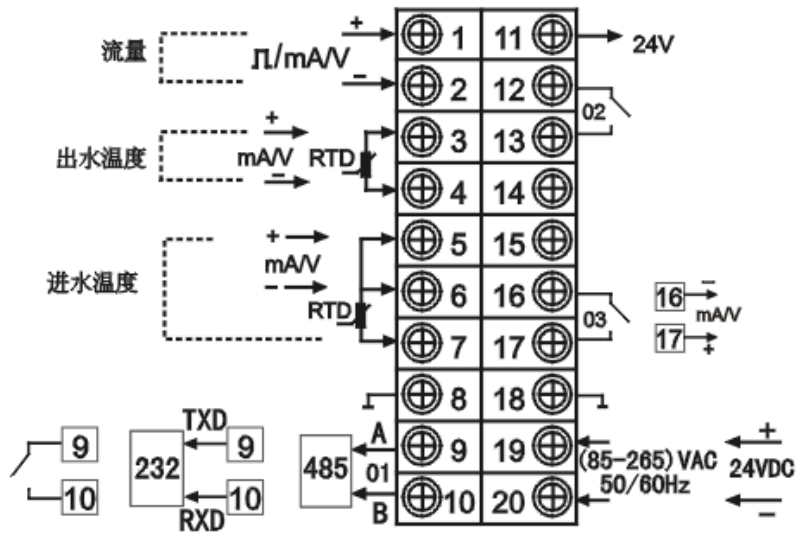 流量 ⎍/mA/V + 1 11 24V
− 2 12 02
出水温度 + mA/V − RTD 3 13
4 14
进水温度 + mA/V − RTD 5 15
6 16 03 16 − mA/V
7 17 17 +
8 18
9 232 TXD 9 485 A 01 9 19 (85-265)VAC + 24VDC
10 RXD 10 B 10 20 50/60Hz −